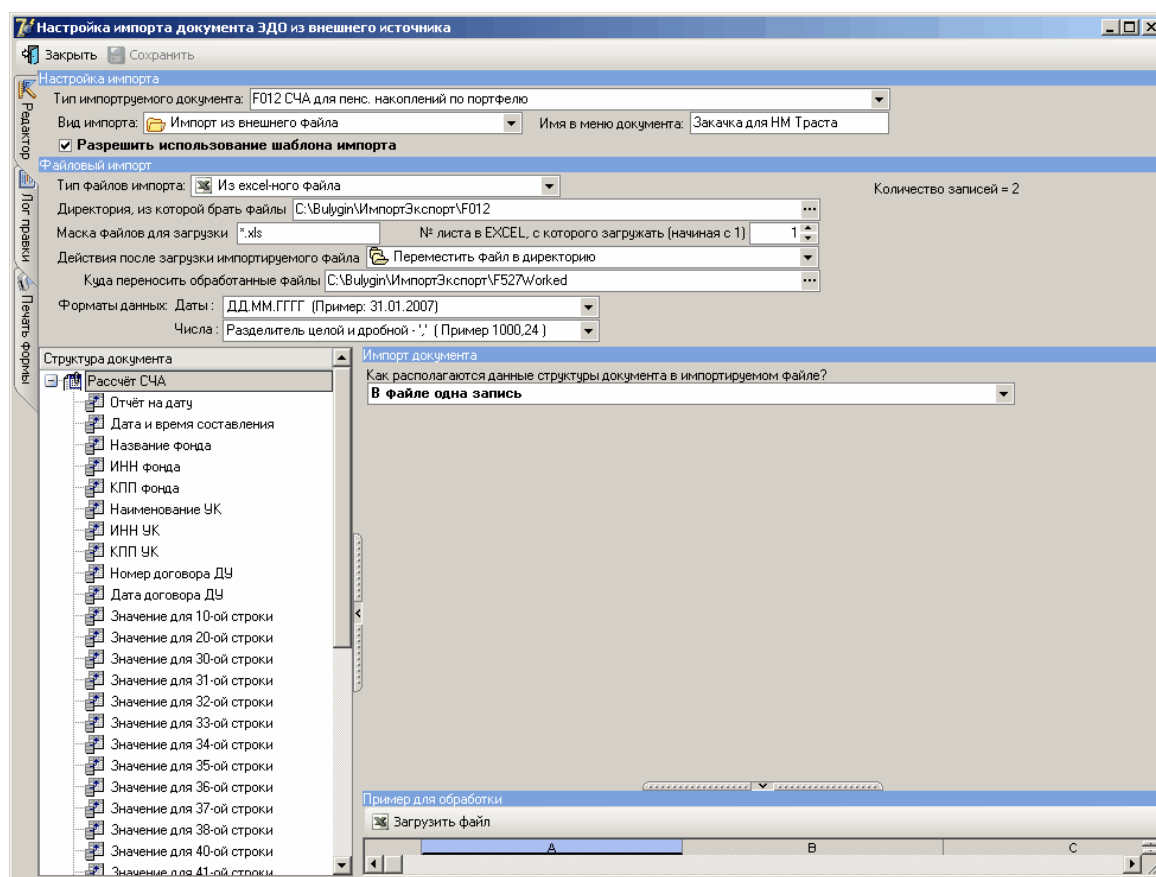 Настройка импорта документа ЭДО из внешнего источника
Закрыть Сохранить
Редактор
Лог правки
Печать формы
Настройка импорта
Тип импортруемого документа: F012 СЧА для пенс. накоплений по портфелю
Вид импорта: Импорт из внешнего файла Имя в меню документа: Закачка для НМ Траста
Разрешить использование шаблона импорта
Файловый импорт
Тип файлов импорта: Из excel-ного файла Количество записей = 2
Директория, из которой брать файлы C:\Bulygin\ИмпортЭкспорт\F012 ...
Маска файлов для загрузки *.xls № листа в EXCEL, с которого загружать (начиная с 1) 1
Действия после загрузки импортируемого файла Переместить файл в директорию
Куда переносить обработанные файлы C:\Bulygin\ИмпортЭкспорт\F527Worked ...
Форматы данных: Даты : ДД.ММ.ГГГГ (Пример: 31.01.2007)
Числа : Разделитель целой и дробной - ',' ( Пример 1000,24 )
Структура документа
Рассчёт СЧА
Отчёт на дату
Дата и время составления
Название фонда
ИНН фонда
КПП фонда
Наименование УК
ИНН УК
КПП УК
Номер договора ДУ
Дата договора ДУ
Значение для 10-ой строки
Значение для 20-ой строки
Значение для 30-ой строки
Значение для 31-ой строки
Значение для 32-ой строки
Значение для 33-ой строки
Значение для 34-ой строки
Значение для 35-ой строки
Значение для 36-ой строки
Значение для 37-ой строки
Значение для 38-ой строки
Значение для 40-ой строки
Значение для 41-ой строки
Импорт документа
Как располагаются данные структуры документа в импортируемом файле?
В файле одна запись
Пример для обработки
Загрузить файл
A B C